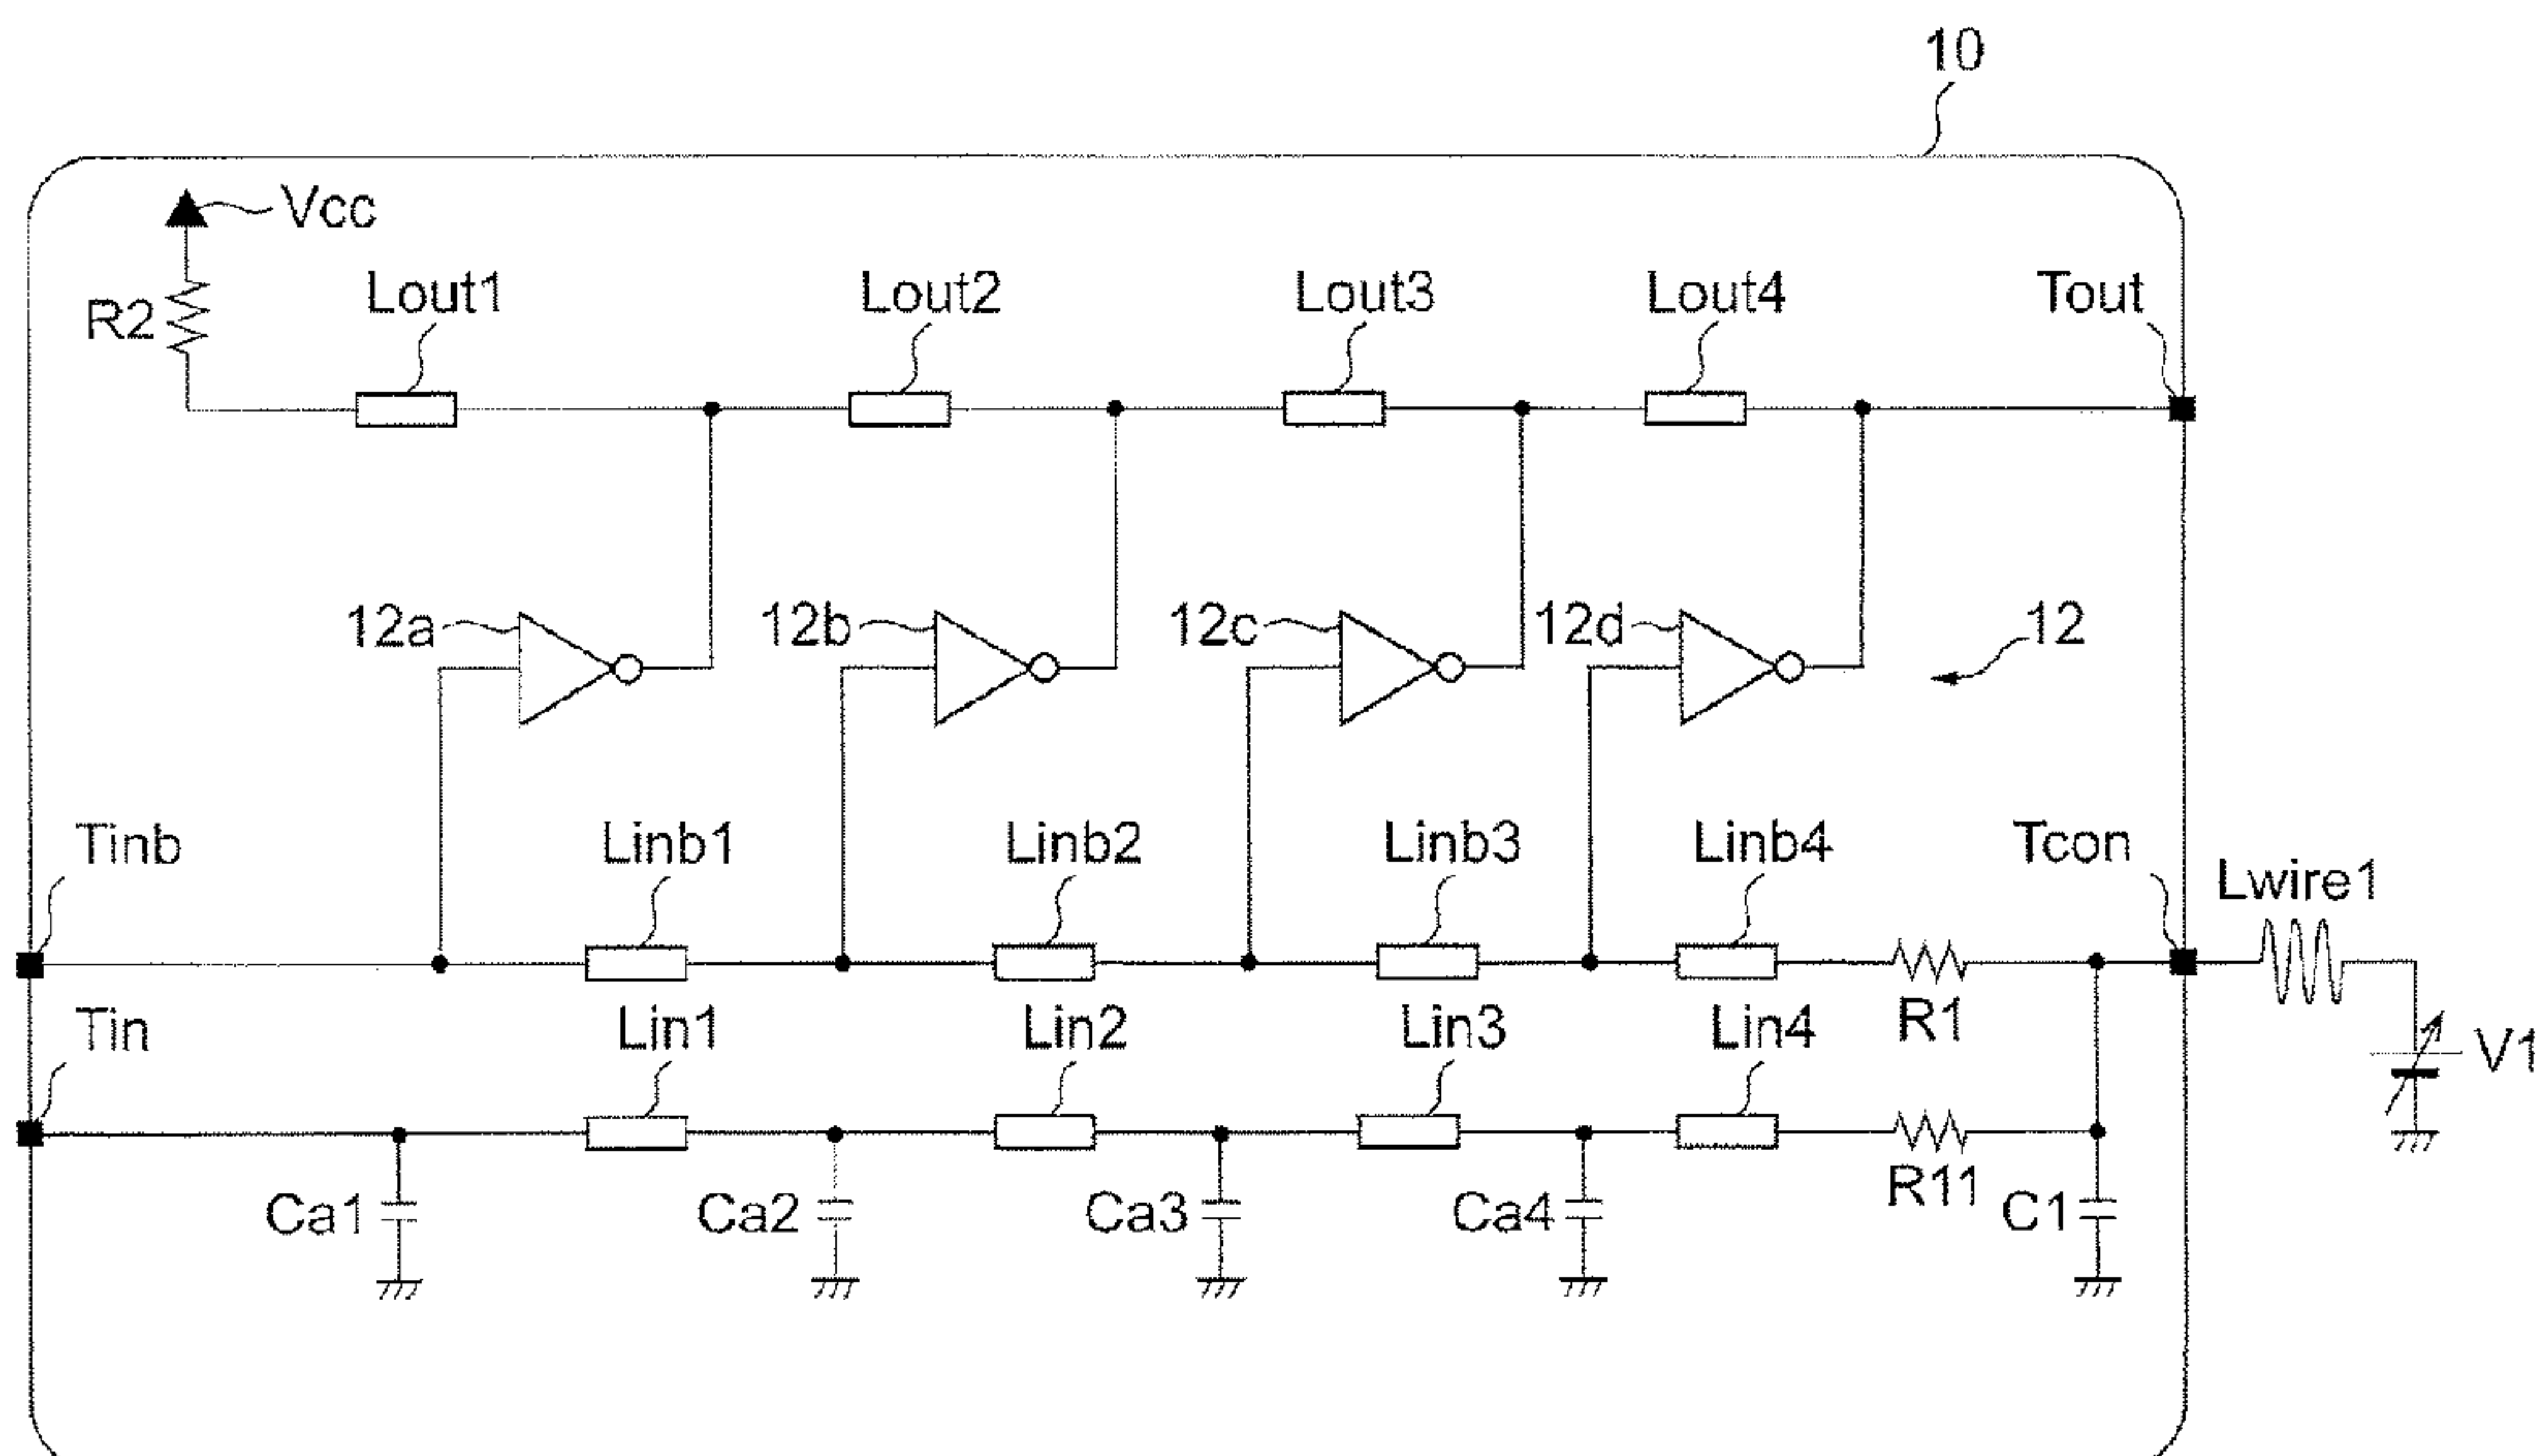 10
Vcc
R2
Lout1 Lout2 Lout3 Lout4 Tout
12a 12b 12c 12d 12
Tinb Linb1 Linb2 Linb3 Linb4 Tcon Lwire1
Tin Lin1 Lin2 Lin3 Lin4 R1 V1
Ca1 Ca2 Ca3 Ca4 R11 C1